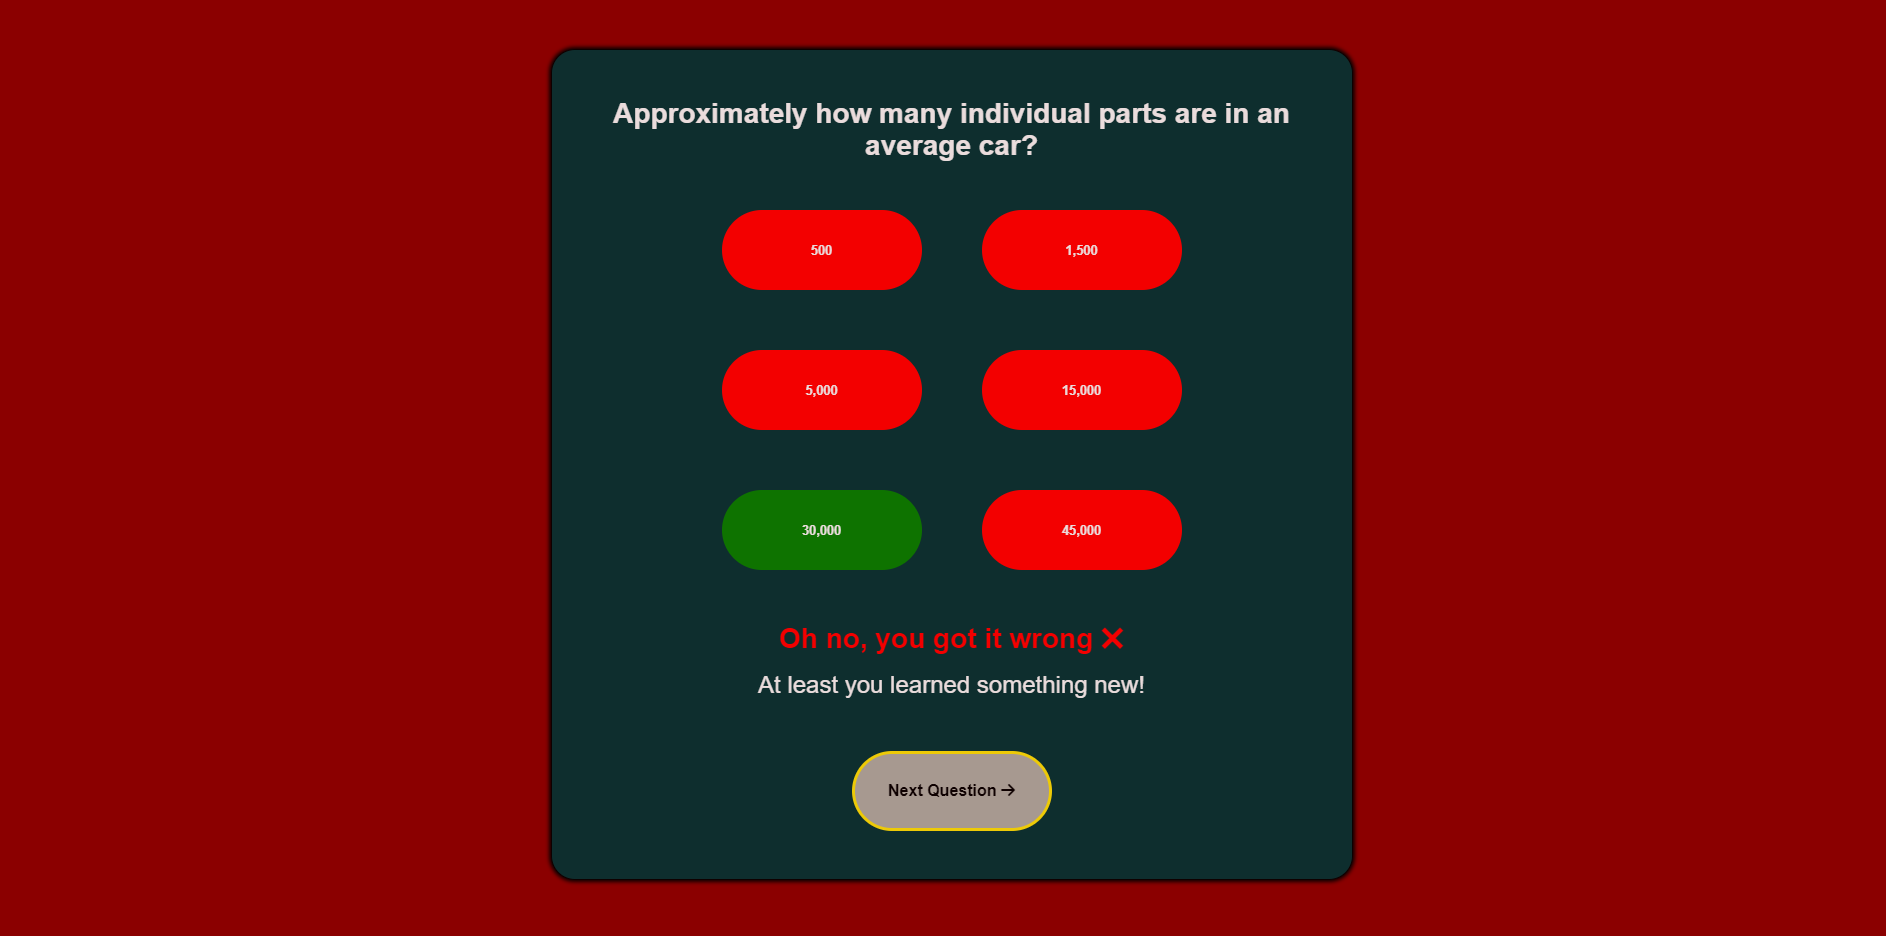 Approximately how many individual parts are in an
average car?
500
1,500
5,000
15,000
30,000
45,000
Oh no, you got it wrong ❌
At least you learned something new!
Next Question →